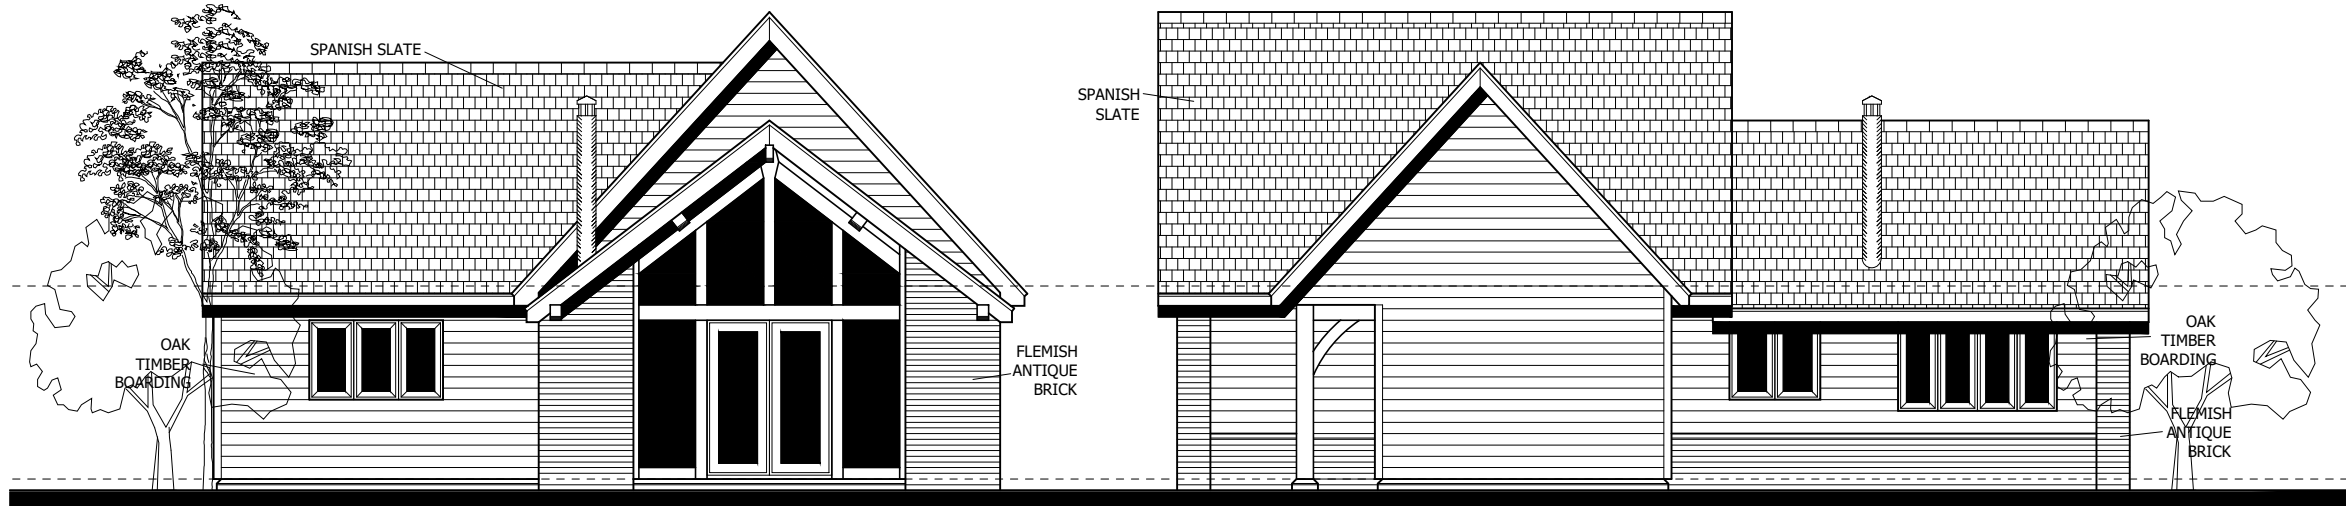 SPANISH SLATE
OAK
TIMBER
BOARDING
FLEMISH
ANTIQUE
BRICK
SPANISH
SLATE
OAK
TIMBER
BOARDING
FLEMISH
ANTIQUE
BRICK